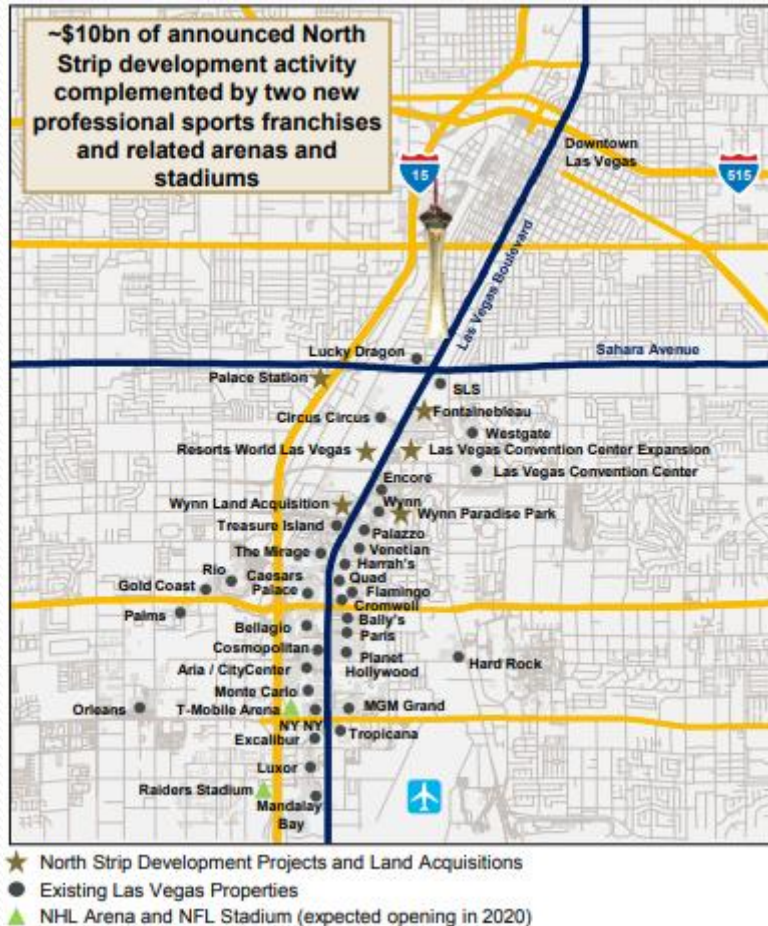 ~$10bn of announced North
Strip development activity
complemented by two new
professional sports franchises
and related arenas and
stadiums
Downtown
Las Vegas
15
515
Las Vegas Boulevard
Lucky Dragon
Sahara Avenue
Palace Station
SLS
Circus Circus
Fontainebleau
Westgate
Resorts World Las Vegas
Las Vegas Convention Center Expansion
Las Vegas Convention Center
Encore
Wynn Land Acquisition
Wynn
Wynn Paradise Park
Treasure Island
Palazzo
The Mirage
Venetian
Harrah's
Rio
Caesars
Palace
Quad
Gold Coast
Flamingo
Cromwell
Palms
Bally's
Bellagio
Paris
Cosmopolitan
Planet
Hollywood
Hard Rock
Aria / CityCenter
Monte Carlo
Orleans
T-Mobile Arena
MGM Grand
NY NY
Tropicana
Excalibur
Luxor
Raiders Stadium
Mandalay
Bay
North Strip Development Projects and Land Acquisitions
Existing Las Vegas Properties
NHL Arena and NFL Stadium (expected opening in 2020)